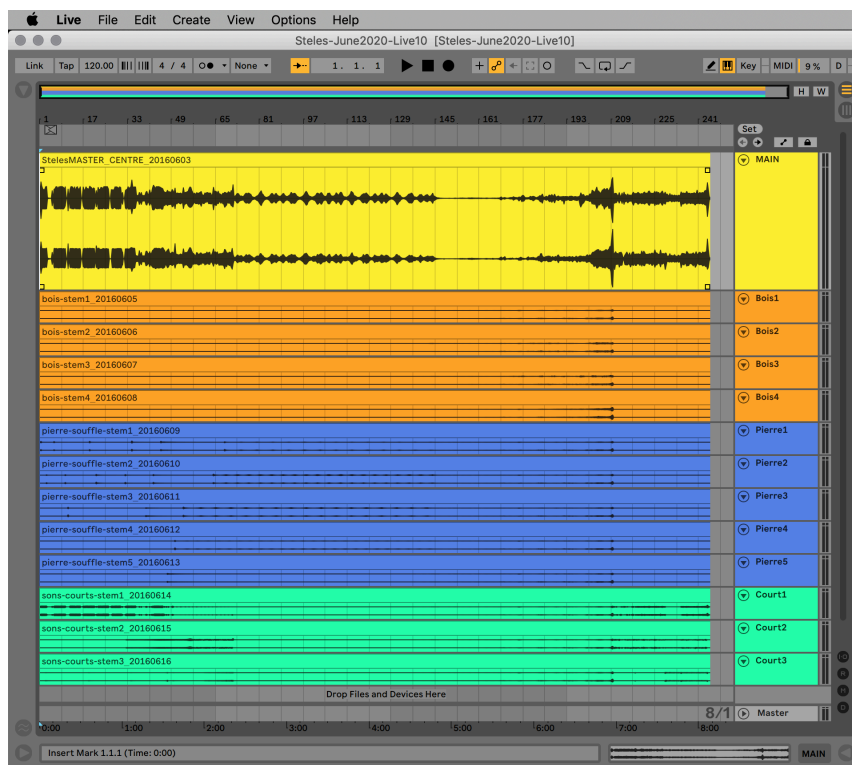 Live File Edit Create View Options Help
Steles-June2020-Live10 [Steles-June2020-Live10]
Link Tap 120.00 4 / 4 None 1. 1. 1 Key MIDI 9 % D
H W
1 17 33 49 65 81 97 113 129 145 161 177 193 209 225 241
Set
StelesMASTER_CENTRE_20160603 MAIN
bois-stem1_20160605 Bois1
bois-stem2_20160606 Bois2
bois-stem3_20160607 Bois3
bois-stem4_20160608 Bois4
pierre-souffle-stem1_20160609 Pierre1
pierre-souffle-stem2_20160610 Pierre2
pierre-souffle-stem3_20160611 Pierre3
pierre-souffle-stem4_20160612 Pierre4
pierre-souffle-stem5_20160613 Pierre5
sons-courts-stem1_20160614 Court1
sons-courts-stem2_20160615 Court2
sons-courts-stem3_20160616 Court3
Drop Files and Devices Here
8/1 Master
0:00 1:00 2:00 3:00 4:00 5:00 6:00 7:00 8:00
Insert Mark 1.1.1 (Time: 0:00) MAIN